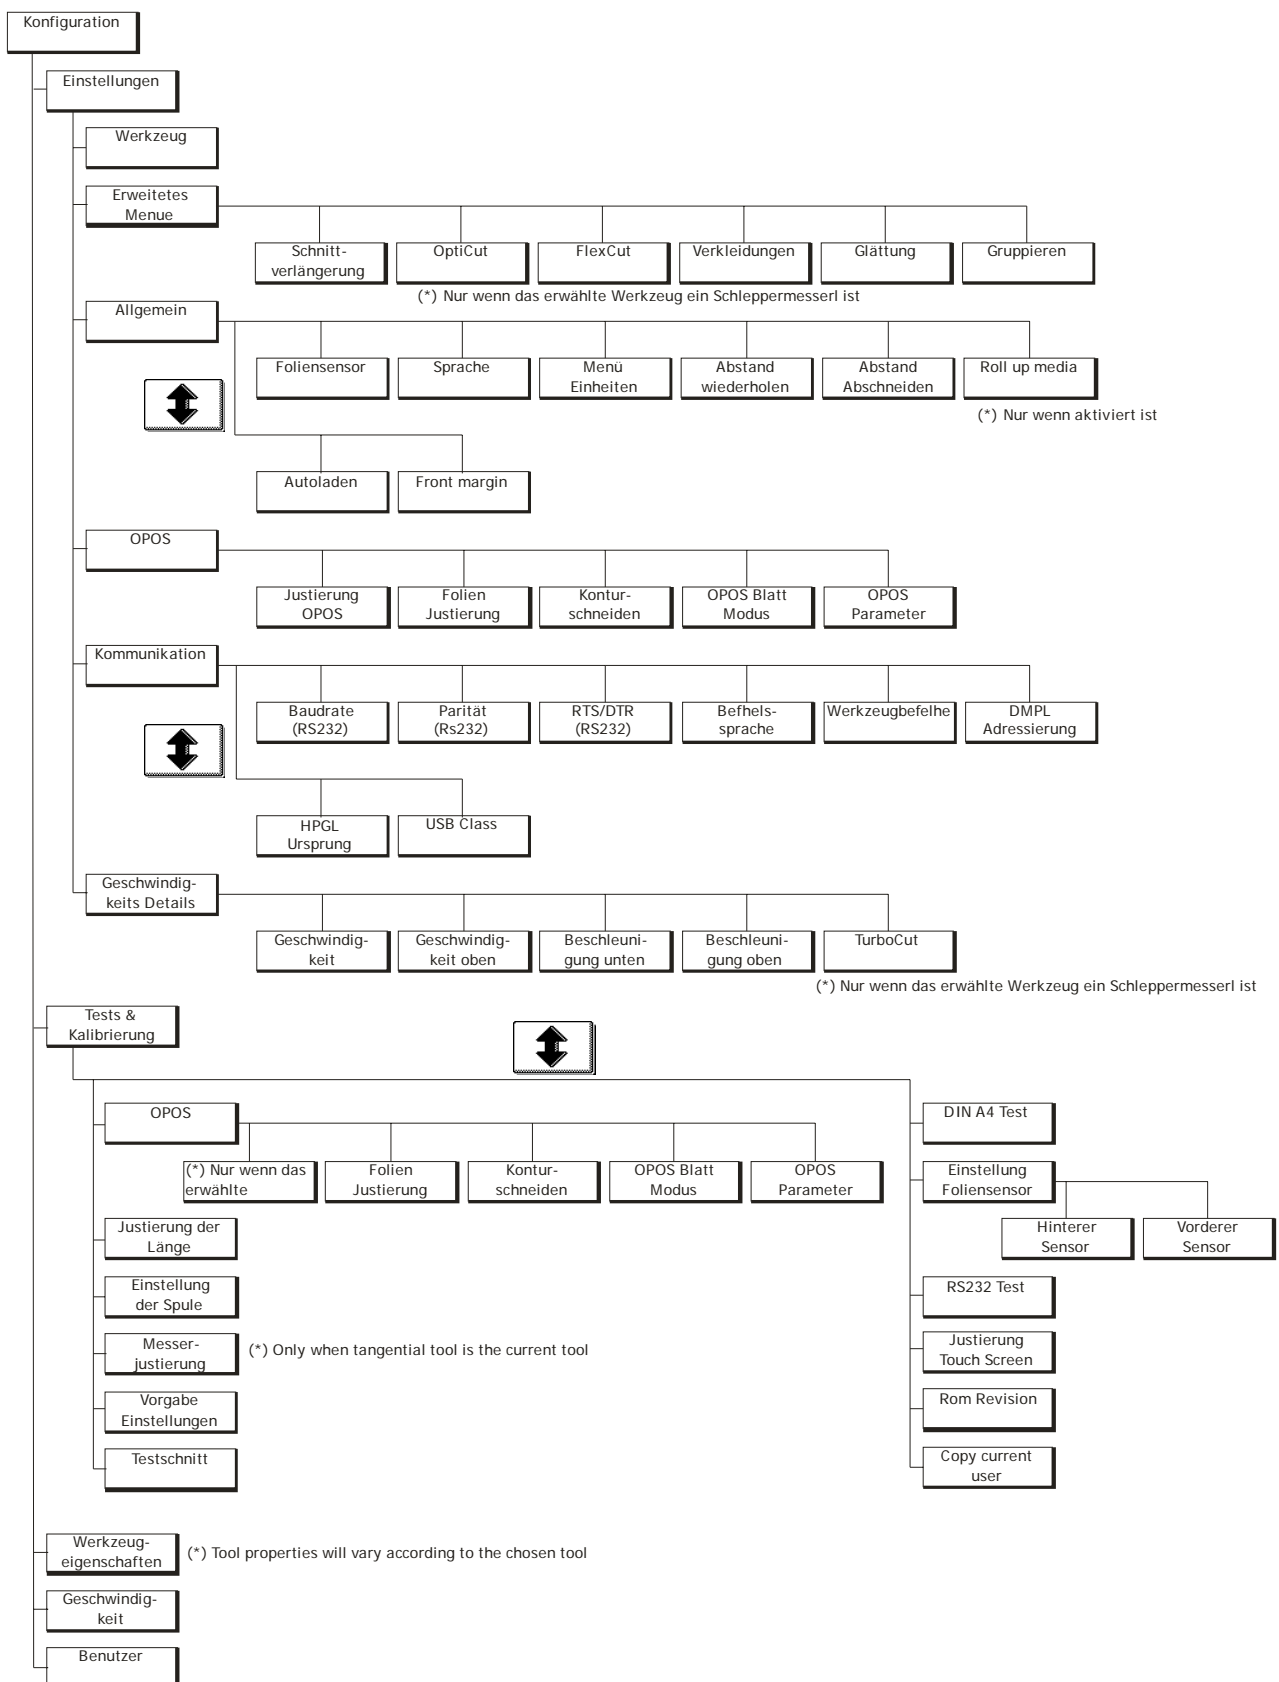 Konfiguration
Einstellungen
Werkzeug
Erweitetes
Menue
Schnitt-
verlängerung
OptiCut
FlexCut
Verkleidungen
Glättung
Gruppieren
(*) Nur wenn das erwählte Werkzeug ein Schleppermesserl ist
Allgemein
Foliensensor
Sprache
Menü
Einheiten
Abstand
wiederholen
Abstand
Abschneiden
Roll up media
(*) Nur wenn aktiviert ist
Autoladen
Front margin
OPOS
Justierung
OPOS
Folien
Justierung
Kontur-
schneiden
OPOS Blatt
Modus
OPOS
Parameter
Kommunikation
Baudrate
(RS232)
Parität
(Rs232)
RTS/DTR
(RS232)
Befhels-
sprache
Werkzeugbefelhe
DMPL
Adressierung
HPGL
Ursprung
USB Class
Geschwindig-
keits Details
Geschwindig-
keit
Geschwindig-
keit oben
Beschleuni-
gung unten
Beschleuni-
gung oben
TurboCut
(*) Nur wenn das erwählte Werkzeug ein Schleppermesserl ist
Tests &
Kalibrierung
OPOS
(*) Nur wenn das
erwählte
Folien
Justierung
Kontur-
schneiden
OPOS Blatt
Modus
OPOS
Parameter
Justierung der
Länge
Einstellung
der Spule
Messer-
justierung
(*) Only when tangential tool is the current tool
Vorgabe
Einstellungen
Testschnitt
DIN A4 Test
Einstellung
Foliensensor
Hinterer
Sensor
Vorderer
Sensor
RS232 Test
Justierung
Touch Screen
Rom Revision
Copy current
user
Werkzeug-
eigenschaften
(*) Tool properties will vary according to the chosen tool
Geschwindig-
keit
Benutzer